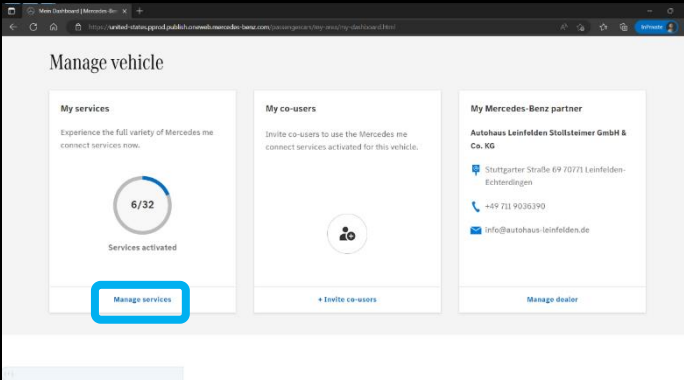 Mein Dashboard | Mercedes-Ben
https://united-states.pprod.publish.oneweb.mercedes-benz.com/passengercars/my-area/my-dashboard.html
InPrivate
Manage vehicle
My services
Experience the full variety of Mercedes me
connect services now.
6/32
Services activated
Manage services
My co-users
Invite co-users to use the Mercedes me
connect services activated for this vehicle.
+ Invite co-users
My Mercedes-Benz partner
Autohaus Leinfelden Stollsteimer GmbH &
Co. KG
Stuttgarter Straße 69 70771 Leinfelden-
Echterdingen
+49 711 9036390
info@autohaus-leinfelden.de
Manage dealer